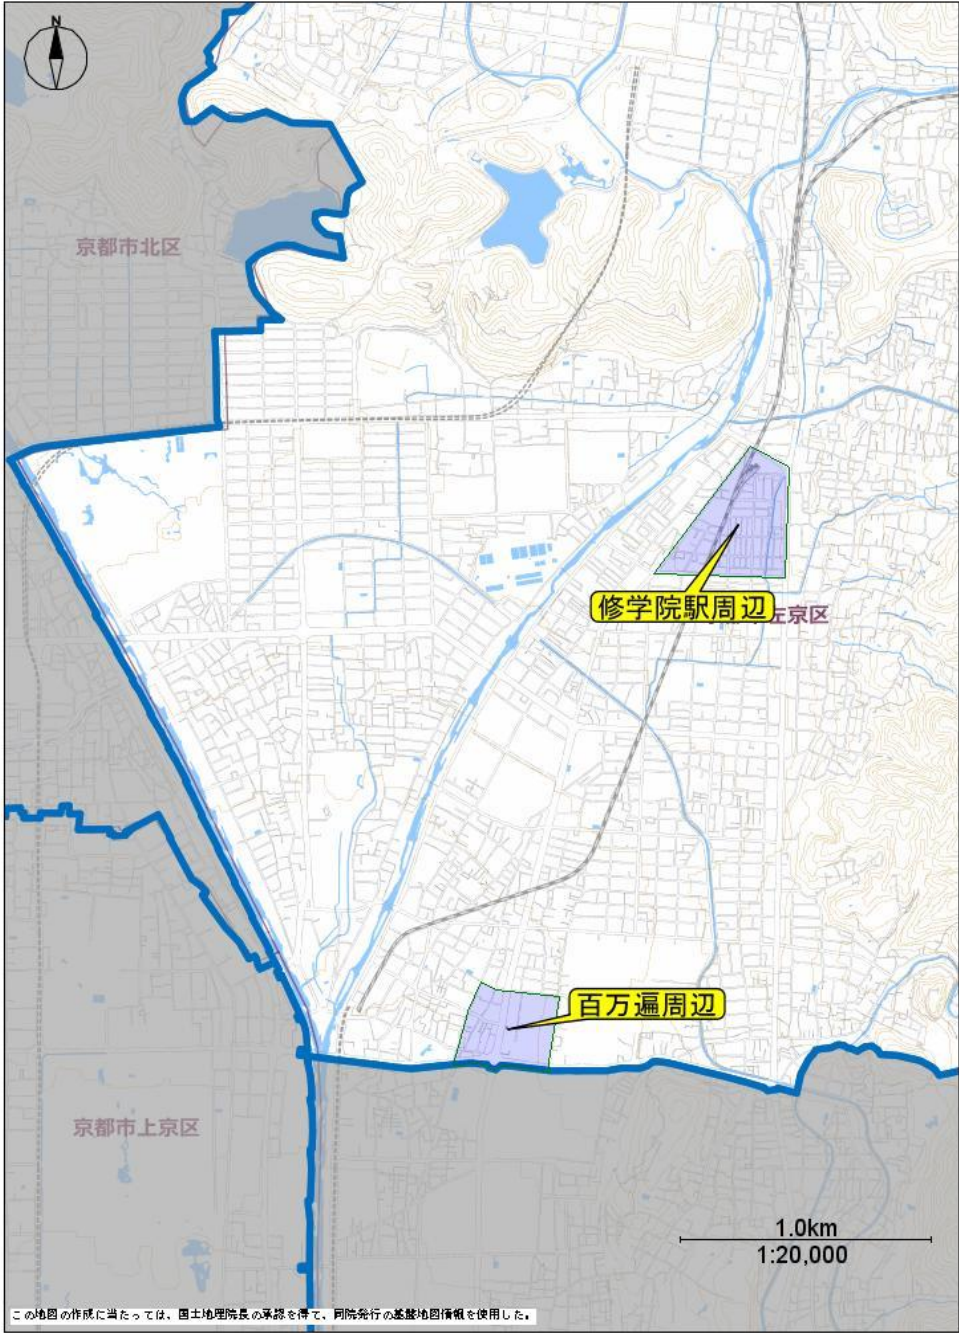 N
京都市北区
修学院駅周辺
左京区
百万遍周辺
京都市上京区
1.0km
1:20,000
この地図の作成に当たっては、国土地理院長の承認を得て、同院発行の基盤地図情報を使用した。